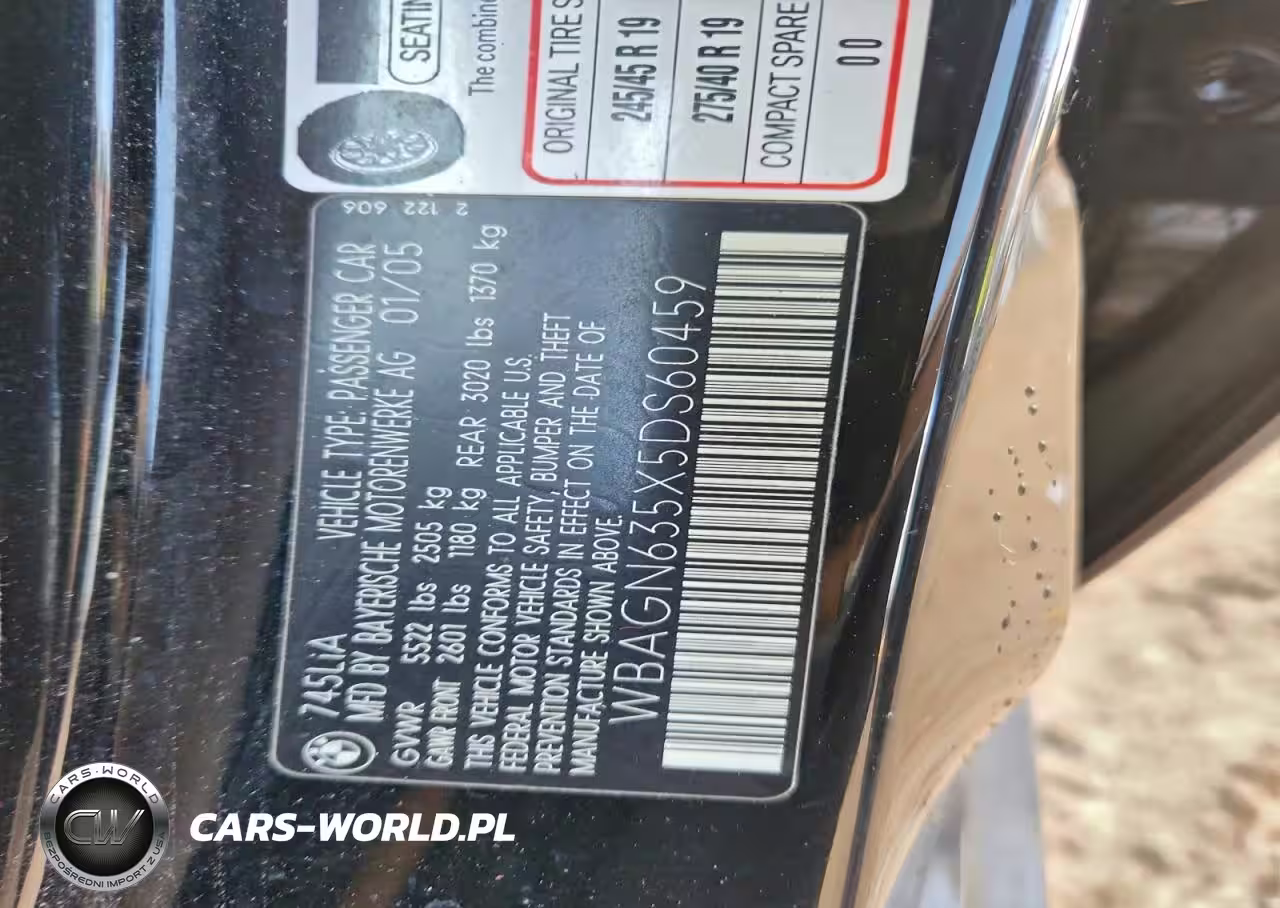 SEATIN
The combine
ORIGINAL TIRE S
245/45 R 19
275/40 R 19
COMPACT SPARE
0 0
2 122 606
745LIA VEHICLE TYPE: PASSENGER CAR
MFD BY BAYERISCHE MOTORENWERKE AG 01/05
GVWR 5522 lbs 2505 kg
GAWR FRONT 2601 lbs 1180 kg REAR 3020 lbs 1370 kg
THIS VEHICLE CONFORMS TO ALL APPLICABLE U.S.
FEDERAL MOTOR VEHICLE SAFETY, BUMPER AND THEFT
PREVENTION STANDARDS IN EFFECT ON THE DATE OF
MANUFACTURE SHOWN ABOVE.
WBAGN635X5DS60459
CARS-WORLD
CW
BEZPOŚREDNI IMPORT Z USA
CARS-WORLD.PL